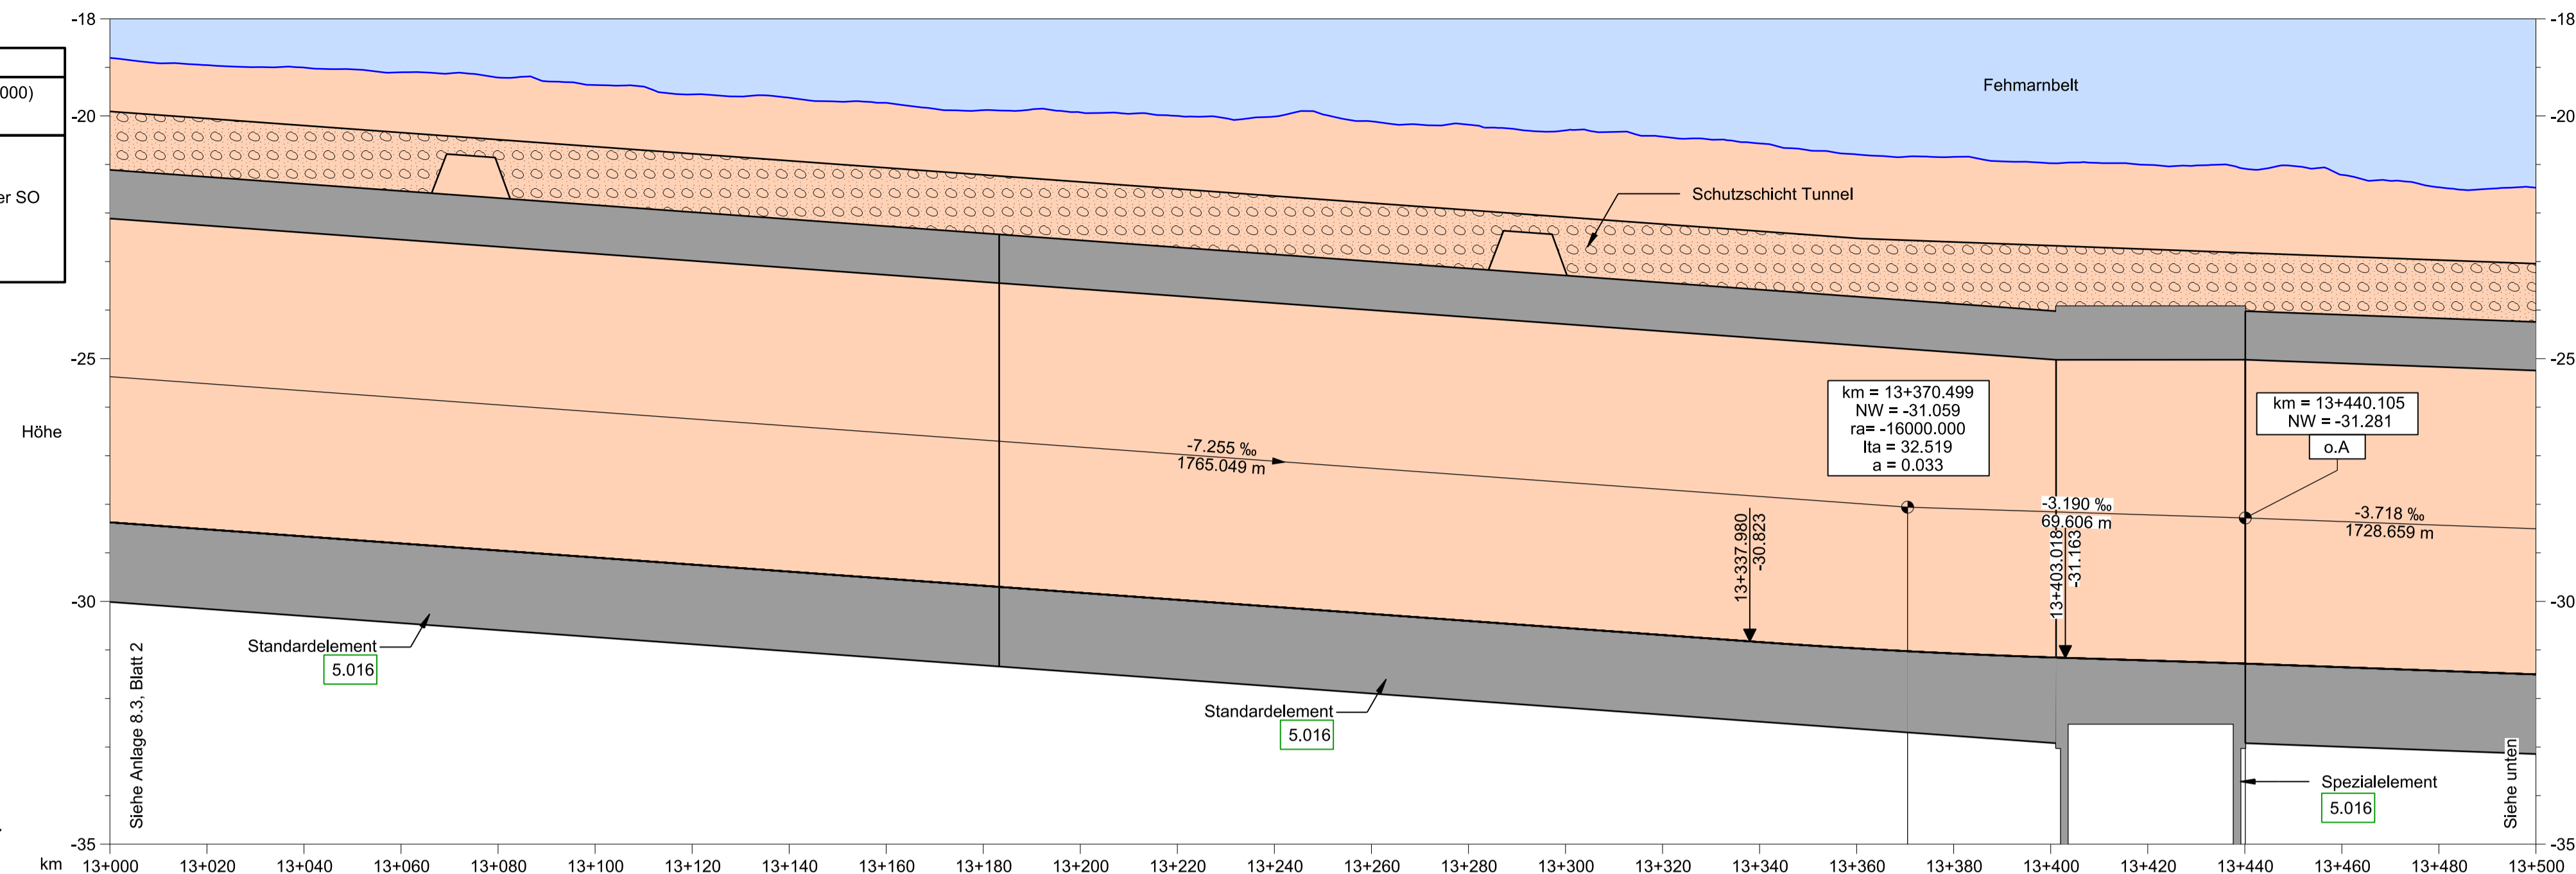 -18
-18
000)
er SO
Fehmarnbelt
-20
-20
Schutzschicht Tunnel
-25
-25
Höhe
km = 13+370.499
NW = -31.059
ra= -16000.000
lta = 32.519
a = 0.033
km = 13+440.105
NW = -31.281
o.A
-7.255 ‰
1765.049 m
-3.190 ‰
69.606 m
-3.718 ‰
1728.659 m
13+337.980
-30.823
13+403.018
-31.163
-30
-30
Standardelement
5.016
Standardelement
5.016
Spezialelement
5.016
Siehe Anlage 8.3, Blatt 2
Siehe unten
-35
-35
km
13+000 13+020 13+040 13+060 13+080 13+100 13+120 13+140 13+160 13+180 13+200 13+220 13+240 13+260 13+280 13+300 13+320 13+340 13+360 13+380 13+400 13+420 13+440 13+460 13+480 13+500